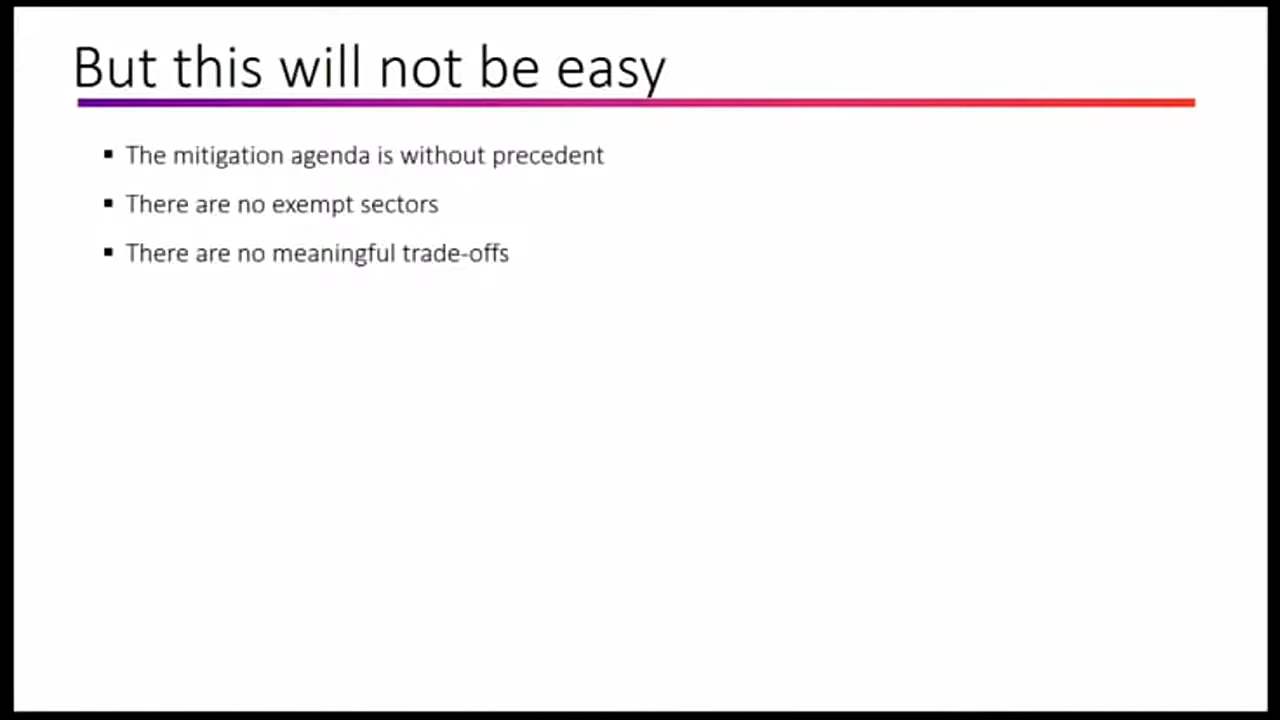 But this will not be easy
▪ The mitigation agenda is without precedent
▪ There are no exempt sectors
▪ There are no meaningful trade-offs